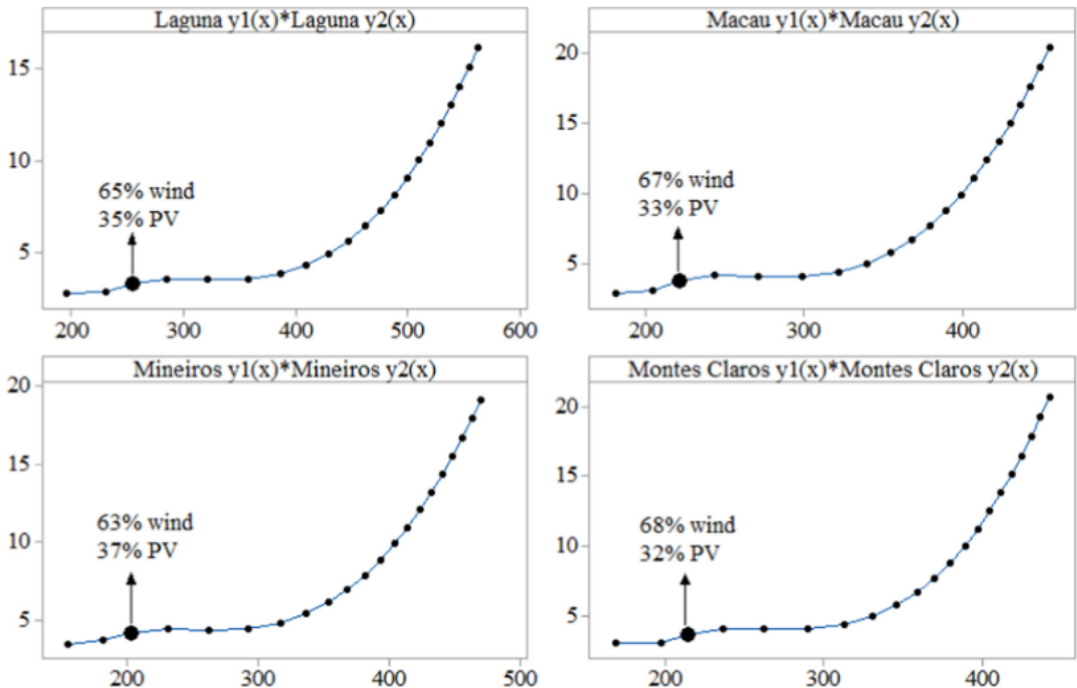 Laguna y1(x)*Laguna y2(x)
15
10
5
65% wind
35% PV
200 300 400 500 600
Macau y1(x)*Macau y2(x)
20
15
10
5
67% wind
33% PV
200 300 400
Mineiros y1(x)*Mineiros y2(x)
20
15
10
5
63% wind
37% PV
200 300 400 500
Montes Claros y1(x)*Montes Claros y2(x)
20
15
10
5
68% wind
32% PV
200 300 400